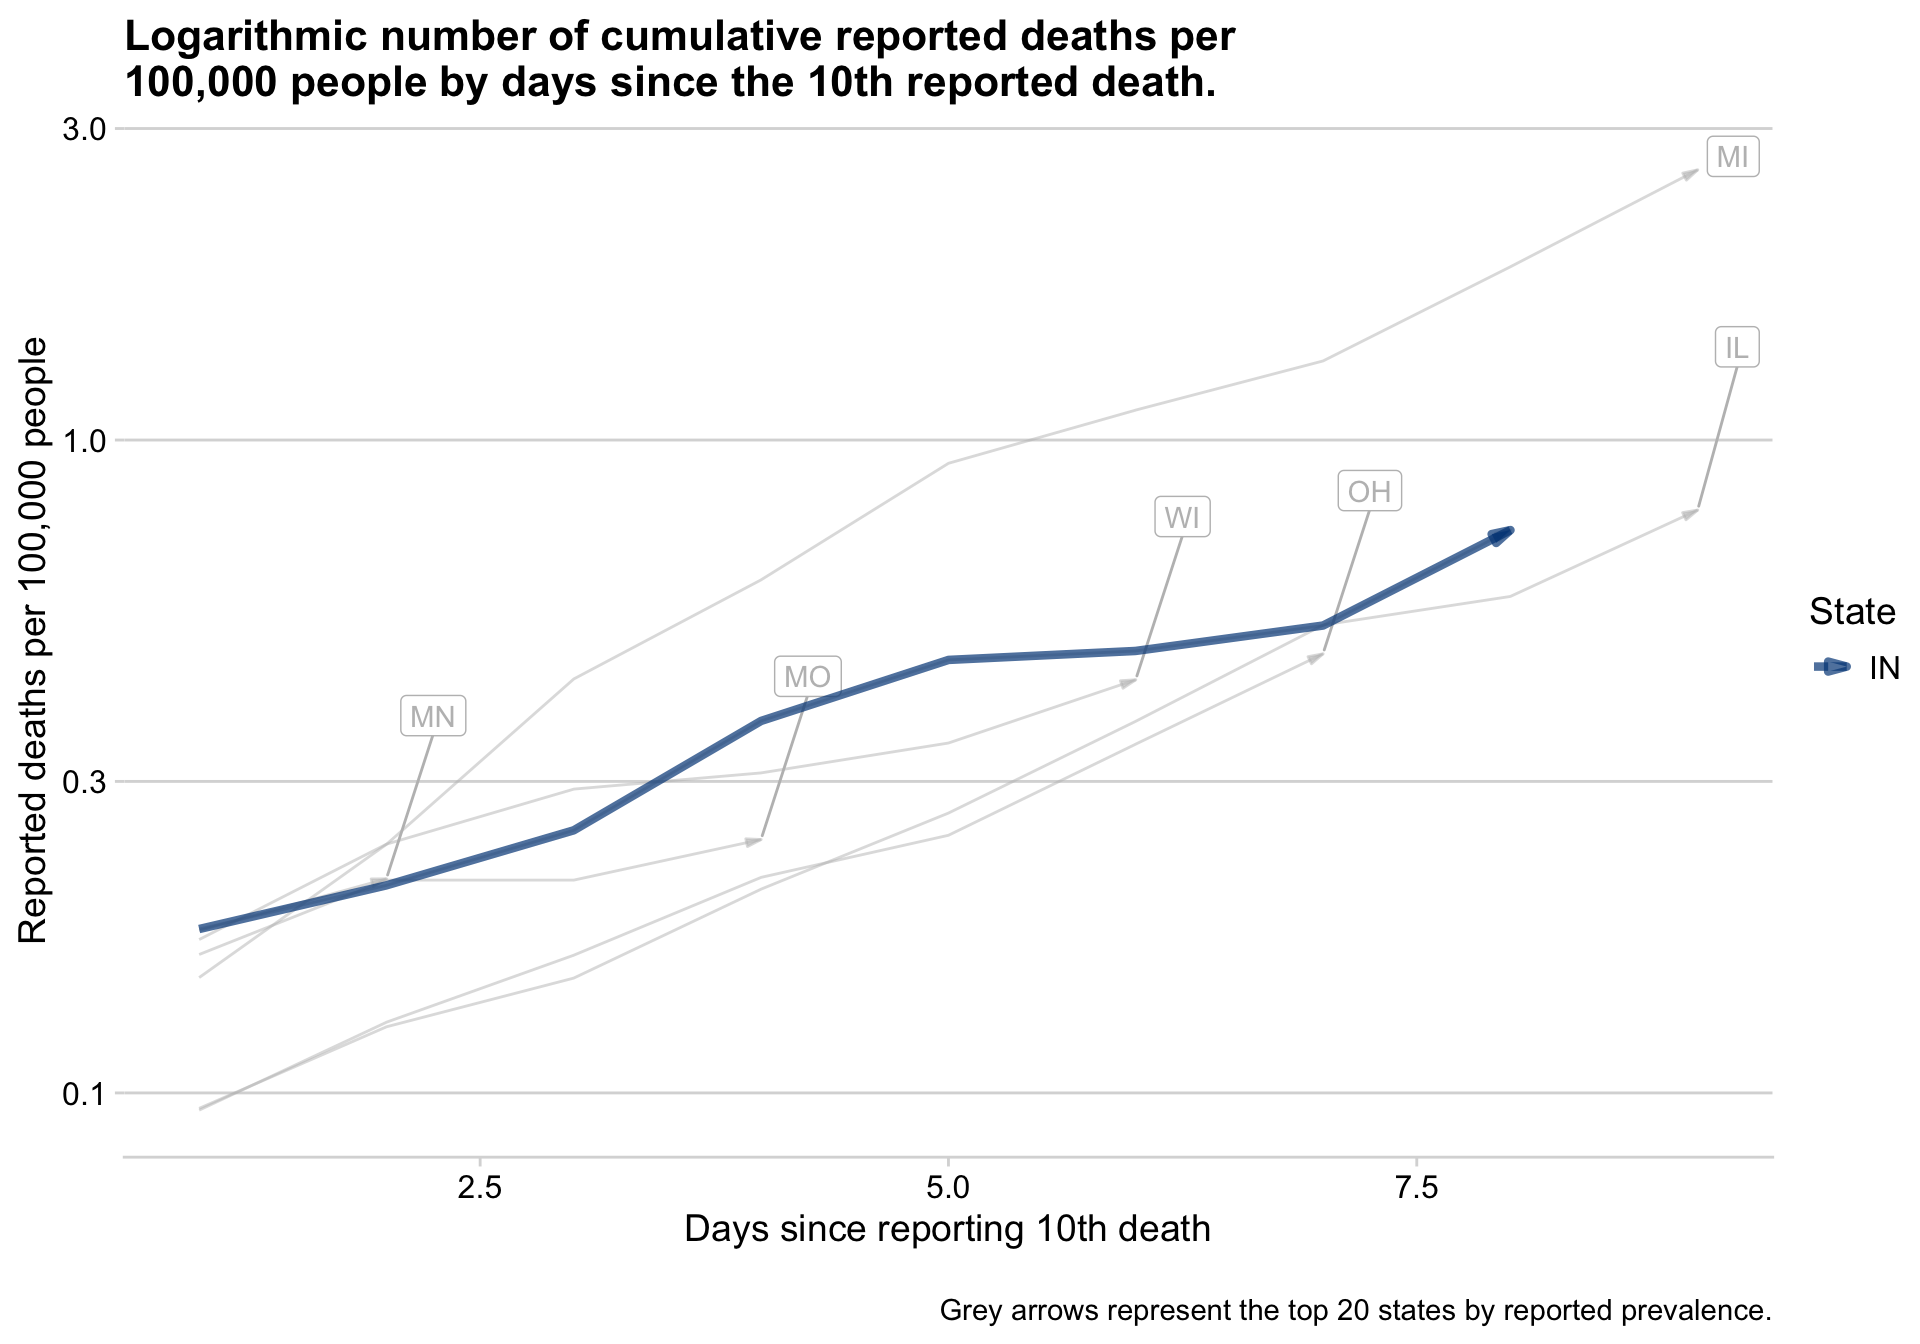 Logarithmic number of cumulative reported deaths per
100,000 people by days since the 10th reported death.
3.0
MI
IL
1.0
OH
WI
MO
MN
0.3
0.1
Reported deaths per 100,000 people
State
IN
2.5
5.0
7.5
Days since reporting 10th death
Grey arrows represent the top 20 states by reported prevalence.